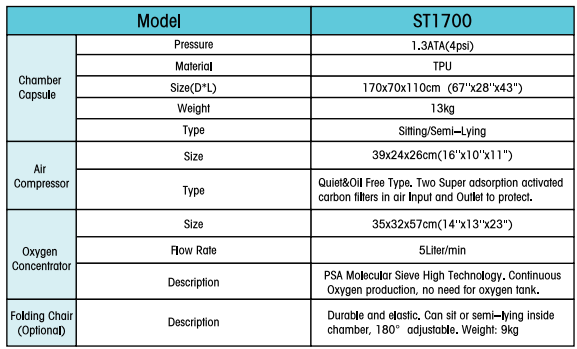 Model ST1700
Chamber Capsule
Pressure 1.3ATA(4psi)
Material TPU
Size(D*L) 170x70x110cm (67''x28''x43'')
Weight 13kg
Type Sitting/Semi–Lying
Air Compressor
Size 39x24x26cm(16''x10''x11'')
Type Quiet&Oil Free Type. Two Super adsorption activated
carbon filters in air Input and Outlet to protect.
Oxygen Concentrator
Size 35x32x57cm(14''x13''x23'')
Flow Rate 5Liter/min
Description PSA Molecular Sieve High Technology. Continuous
Oxygen production, no need for oxygen tank.
Folding Chair (Optional)
Description Durable and elastic. Can sit or semi–lying inside
chamber, 180° adjustable. Weight: 9kg